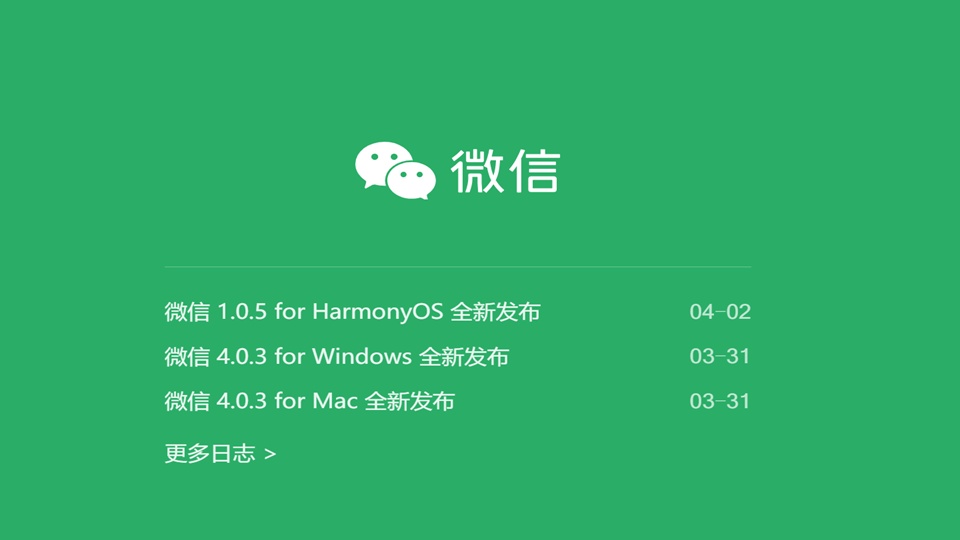 微信
微信 1.0.5 for HarmonyOS 全新发布 04-02
微信 4.0.3 for Windows 全新发布 03-31
微信 4.0.3 for Mac 全新发布 03-31
更多日志 >